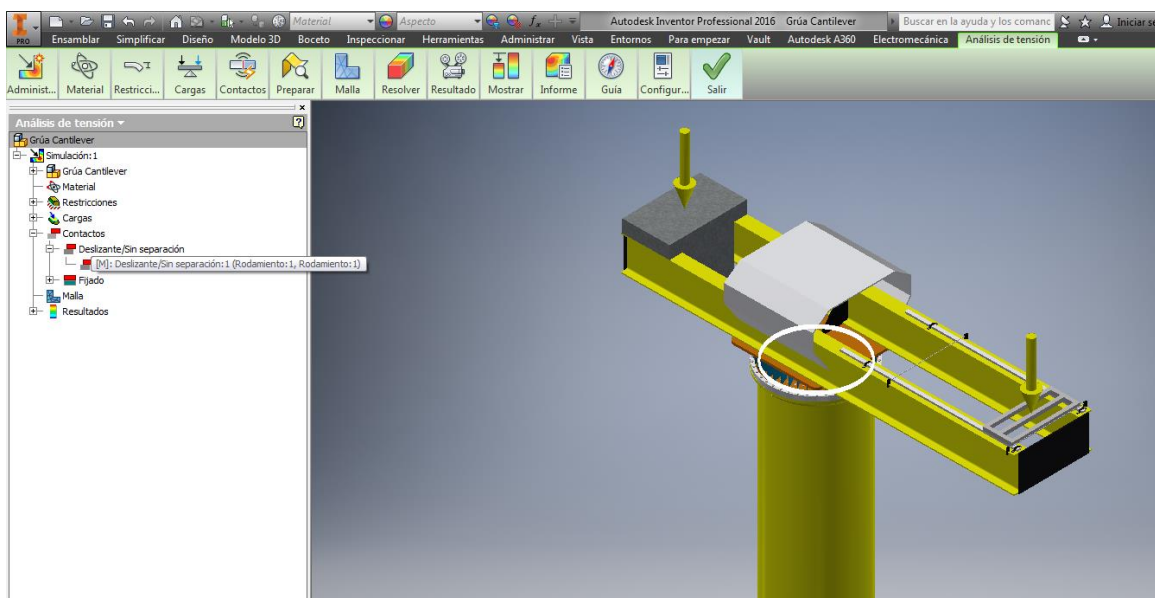 Material Aspecto Autodesk Inventor Professional 2016 Grúa Cantilever Buscar en la ayuda y los comanc Iniciar se
PRO Ensamblar Simplificar Diseño Modelo 3D Boceto Inspeccionar Herramientas Administrar Vista Entornos Para empezar Vault Autodesk A360 Electromecánica Análisis de tensión
Administ... Material Restricci... Cargas Contactos Preparar Malla Resolver Resultado Mostrar Informe Guía Configur... Salir
Análisis de tensión
Grúa Cantilever
Simulación:1
Grúa Cantilever
Material
Restricciones
Cargas
Contactos
Deslizante/Sin separación
[M]: Deslizante/Sin separación:1 (Rodamiento:1, Rodamiento:1)
Fijado
Malla
Resultados